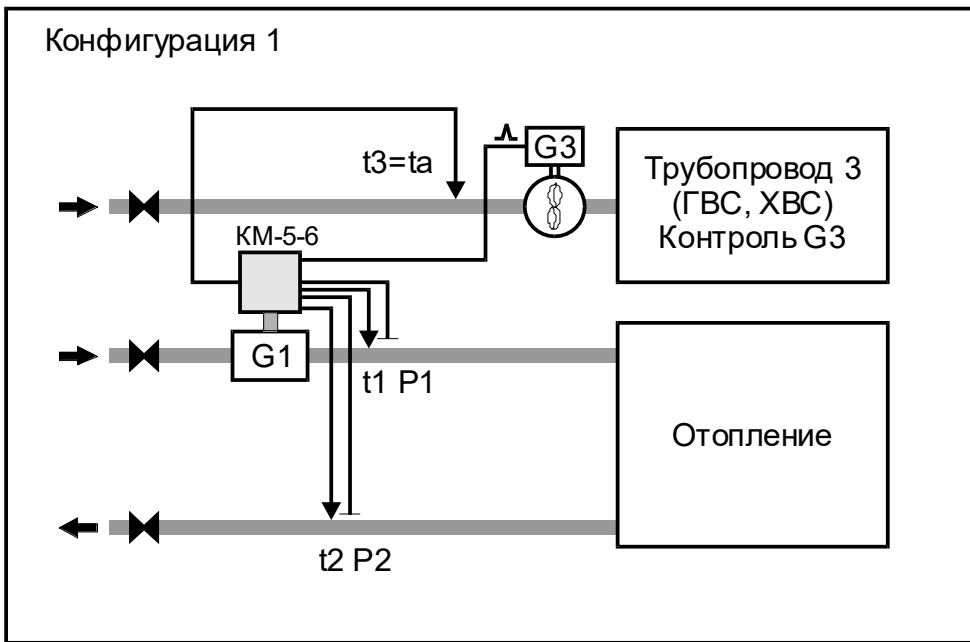 Конфигурация 1
G3
t3=ta
Трубопровод 3
(ГВС, ХВС)
Контроль G3
КМ-5-6
G1
t1 P1
Отопление
t2 P2